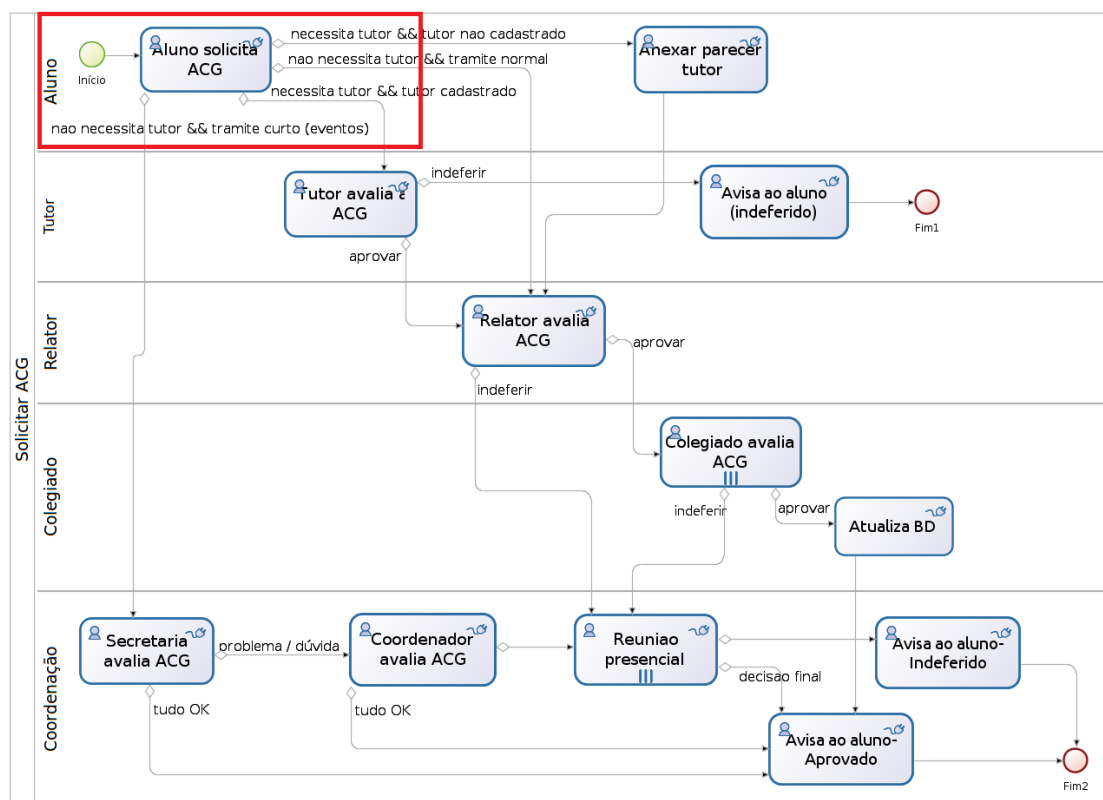 Solicitar ACG
Aluno
Início
Aluno solicita
ACG
necessita tutor && tutor nao cadastrado
nao necessita tutor && tramite normal
necessita tutor && tutor cadastrado
nao necessita tutor && tramite curto (eventos)
Anexar parecer
tutor
Tutor
Tutor avalia a
ACG
indeferir
aprovar
Avisa ao aluno
(indeferido)
Fim1
Relator
Relator avalia
ACG
aprovar
indeferir
Colegiado
Colegiado avalia
ACG
indeferir
aprovar
Atualiza BD
Coordenação
Secretaria
avalia ACG
problema / dúvida
tudo OK
Coordenador
avalia ACG
tudo OK
Reuniao
presencial
decisao final
Avisa ao aluno-
Indeferido
Avisa ao aluno-
Aprovado
Fim2